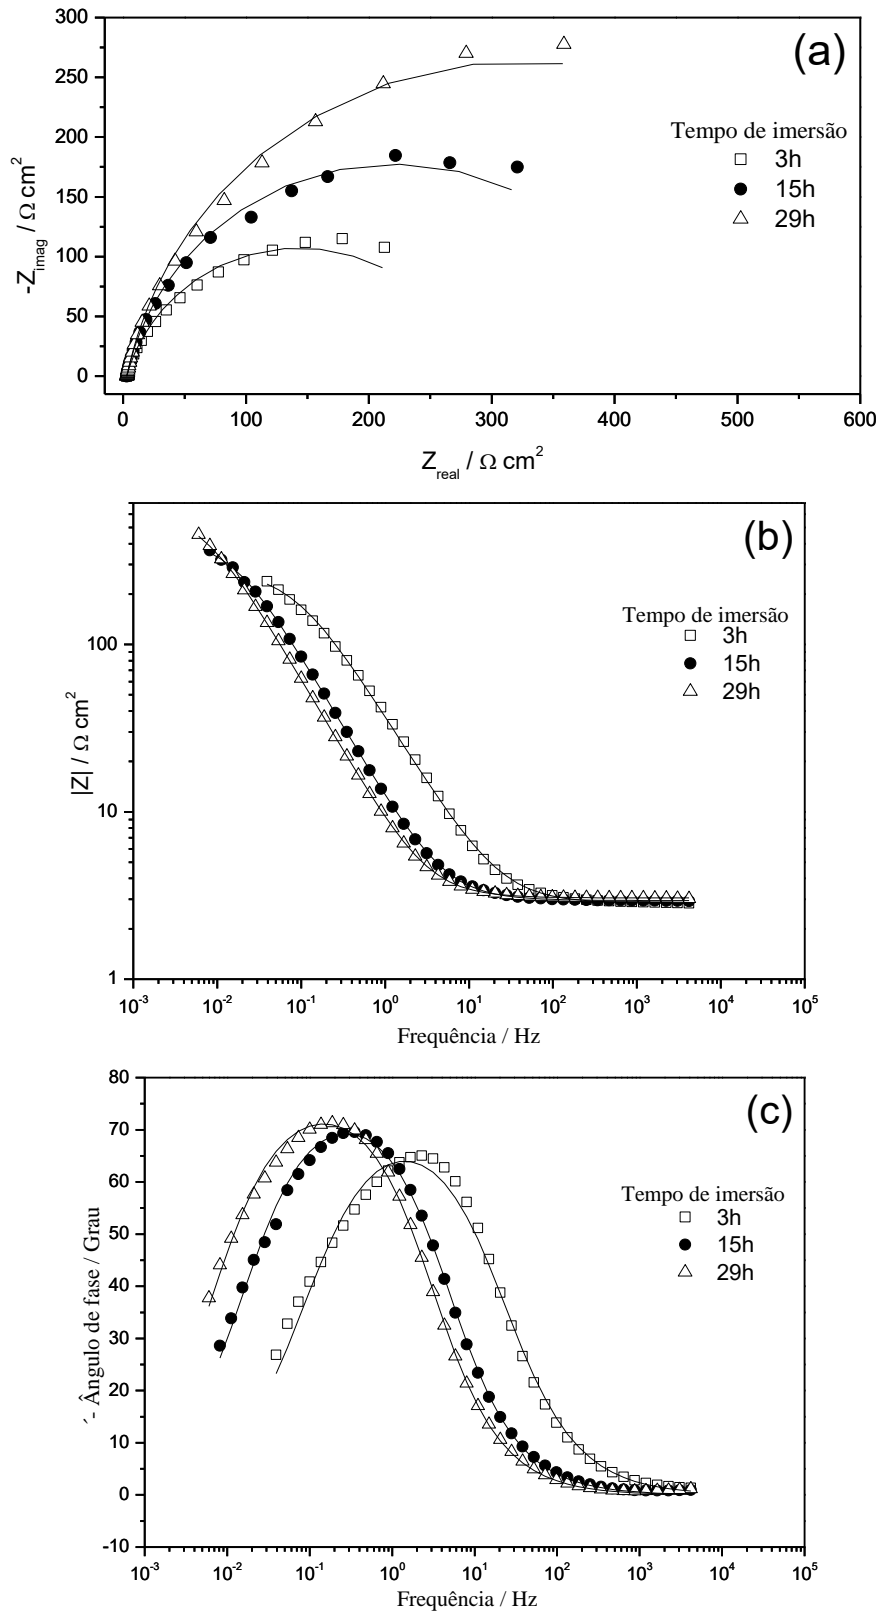 (a)
300
250
200
150
100
50
0
-Z_imag / Ω cm²
Tempo de imersão
3h
15h
29h
0 100 200 300 400 500 600
Z_real / Ω cm²
(b)
100
10
1
|Z| / Ω cm²
Tempo de imersão
3h
15h
29h
10⁻³ 10⁻² 10⁻¹ 10⁰ 10¹ 10² 10³ 10⁴ 10⁵
Frequência / Hz
(c)
80
70
60
50
40
30
20
10
0
-10
´- Ângulo de fase / Grau
Tempo de imersão
3h
15h
29h
10⁻³ 10⁻² 10⁻¹ 10⁰ 10¹ 10² 10³ 10⁴ 10⁵
Frequência / Hz